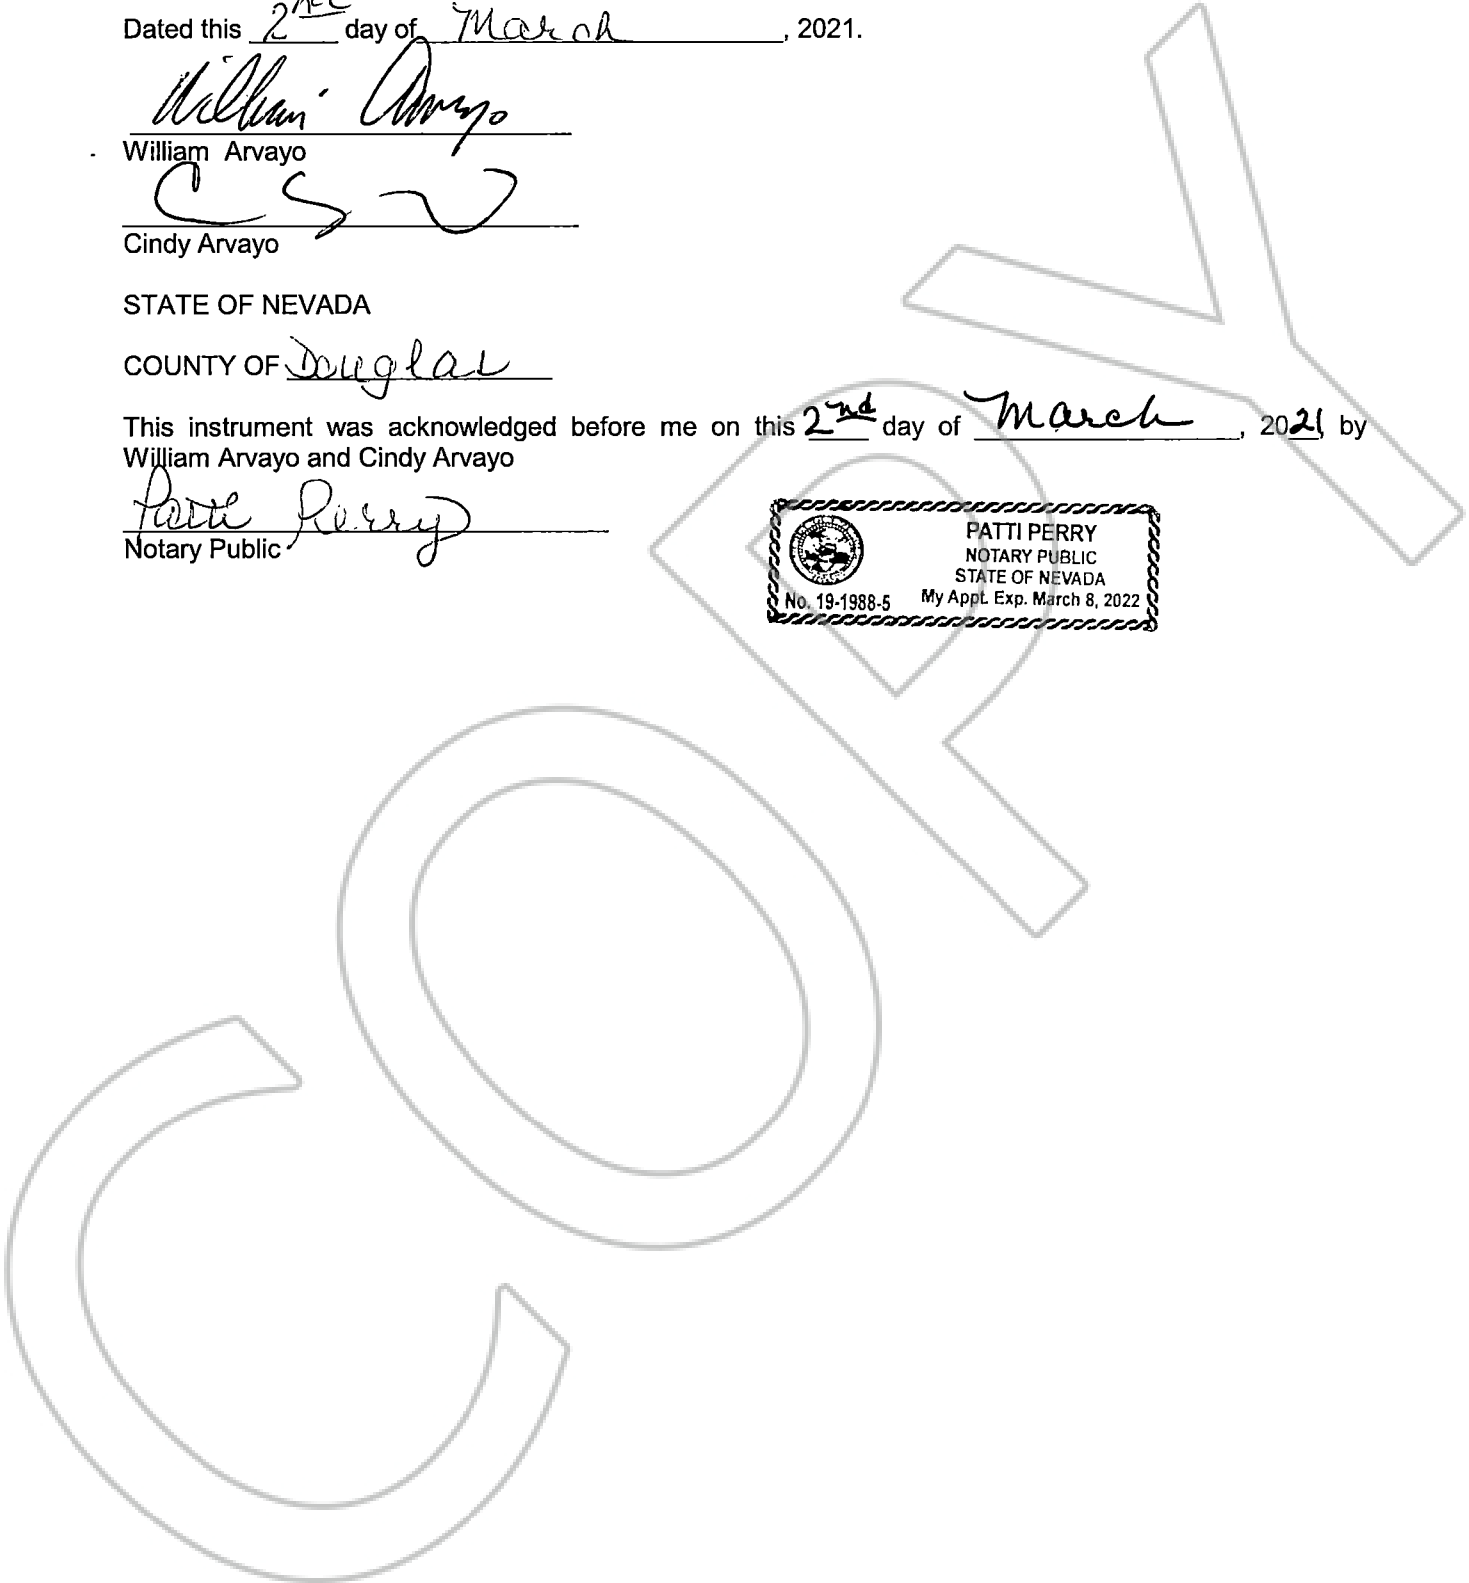 Dated this 2nd day of March, 2021.
William Arvayo
William Arvayo
Cindy Arvayo
STATE OF NEVADA
COUNTY OF Douglas
This instrument was acknowledged before me on this 2nd day of March, 2021, by
William Arvayo and Cindy Arvayo
Patti Perry
Notary Public
PATTI PERRY
NOTARY PUBLIC
STATE OF NEVADA
No. 19-1988-5 My Appt. Exp. March 8, 2022
COPY